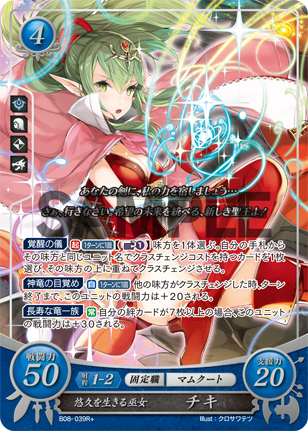 4
SAMPLE
あなたの剣に、私の力を宿しましょう…
さあ、行きなさい。希望の未来を統べる、新しき聖王よ！
覚醒の儀 起 1ターンに1回 味方を1体選ぶ。自分の手札から
その味方と同じユニット名でクラスチェンジコストを持つカードを1枚
選び、その味方の上に重ねてクラスチェンジさせる。
神竜の目覚め 自 1ターンに1回 他の味方がクラスチェンジした時、ターン
終了まで、このユニットの戦闘力は＋20される。
長寿な竜一族 常 自分の絆カードが7枚以上の場合、このユニット
の戦闘力は＋30される。
戦闘力
50
射程 1-2 固定職 マムクート
支援力
20
悠久を生きる巫女 チキ
B08-039R+ Illust：クロサワテツ